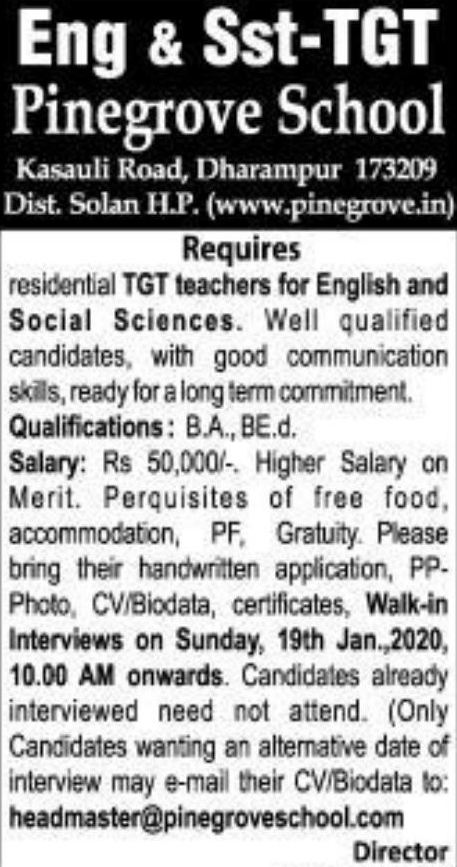 Eng & Sst-TGT
Pinegrove School
Kasauli Road, Dharampur 173209
Dist. Solan H.P. (www.pinegrove.in)
Requires
residential TGT teachers for English and
Social Sciences. Well qualified
candidates, with good communication
skills, ready for a long term commitment.
Qualifications : B.A., BE.d.
Salary: Rs 50,000/-. Higher Salary on
Merit. Perquisites of free food,
accommodation, PF, Gratuity. Please
bring their handwritten application, PP-
Photo, CV/Biodata, certificates, Walk-in
Interviews on Sunday, 19th Jan.,2020,
10.00 AM onwards. Candidates already
interviewed need not attend. (Only
Candidates wanting an alternative date of
interview may e-mail their CV/Biodata to:
headmaster@pinegroveschool.com
Director